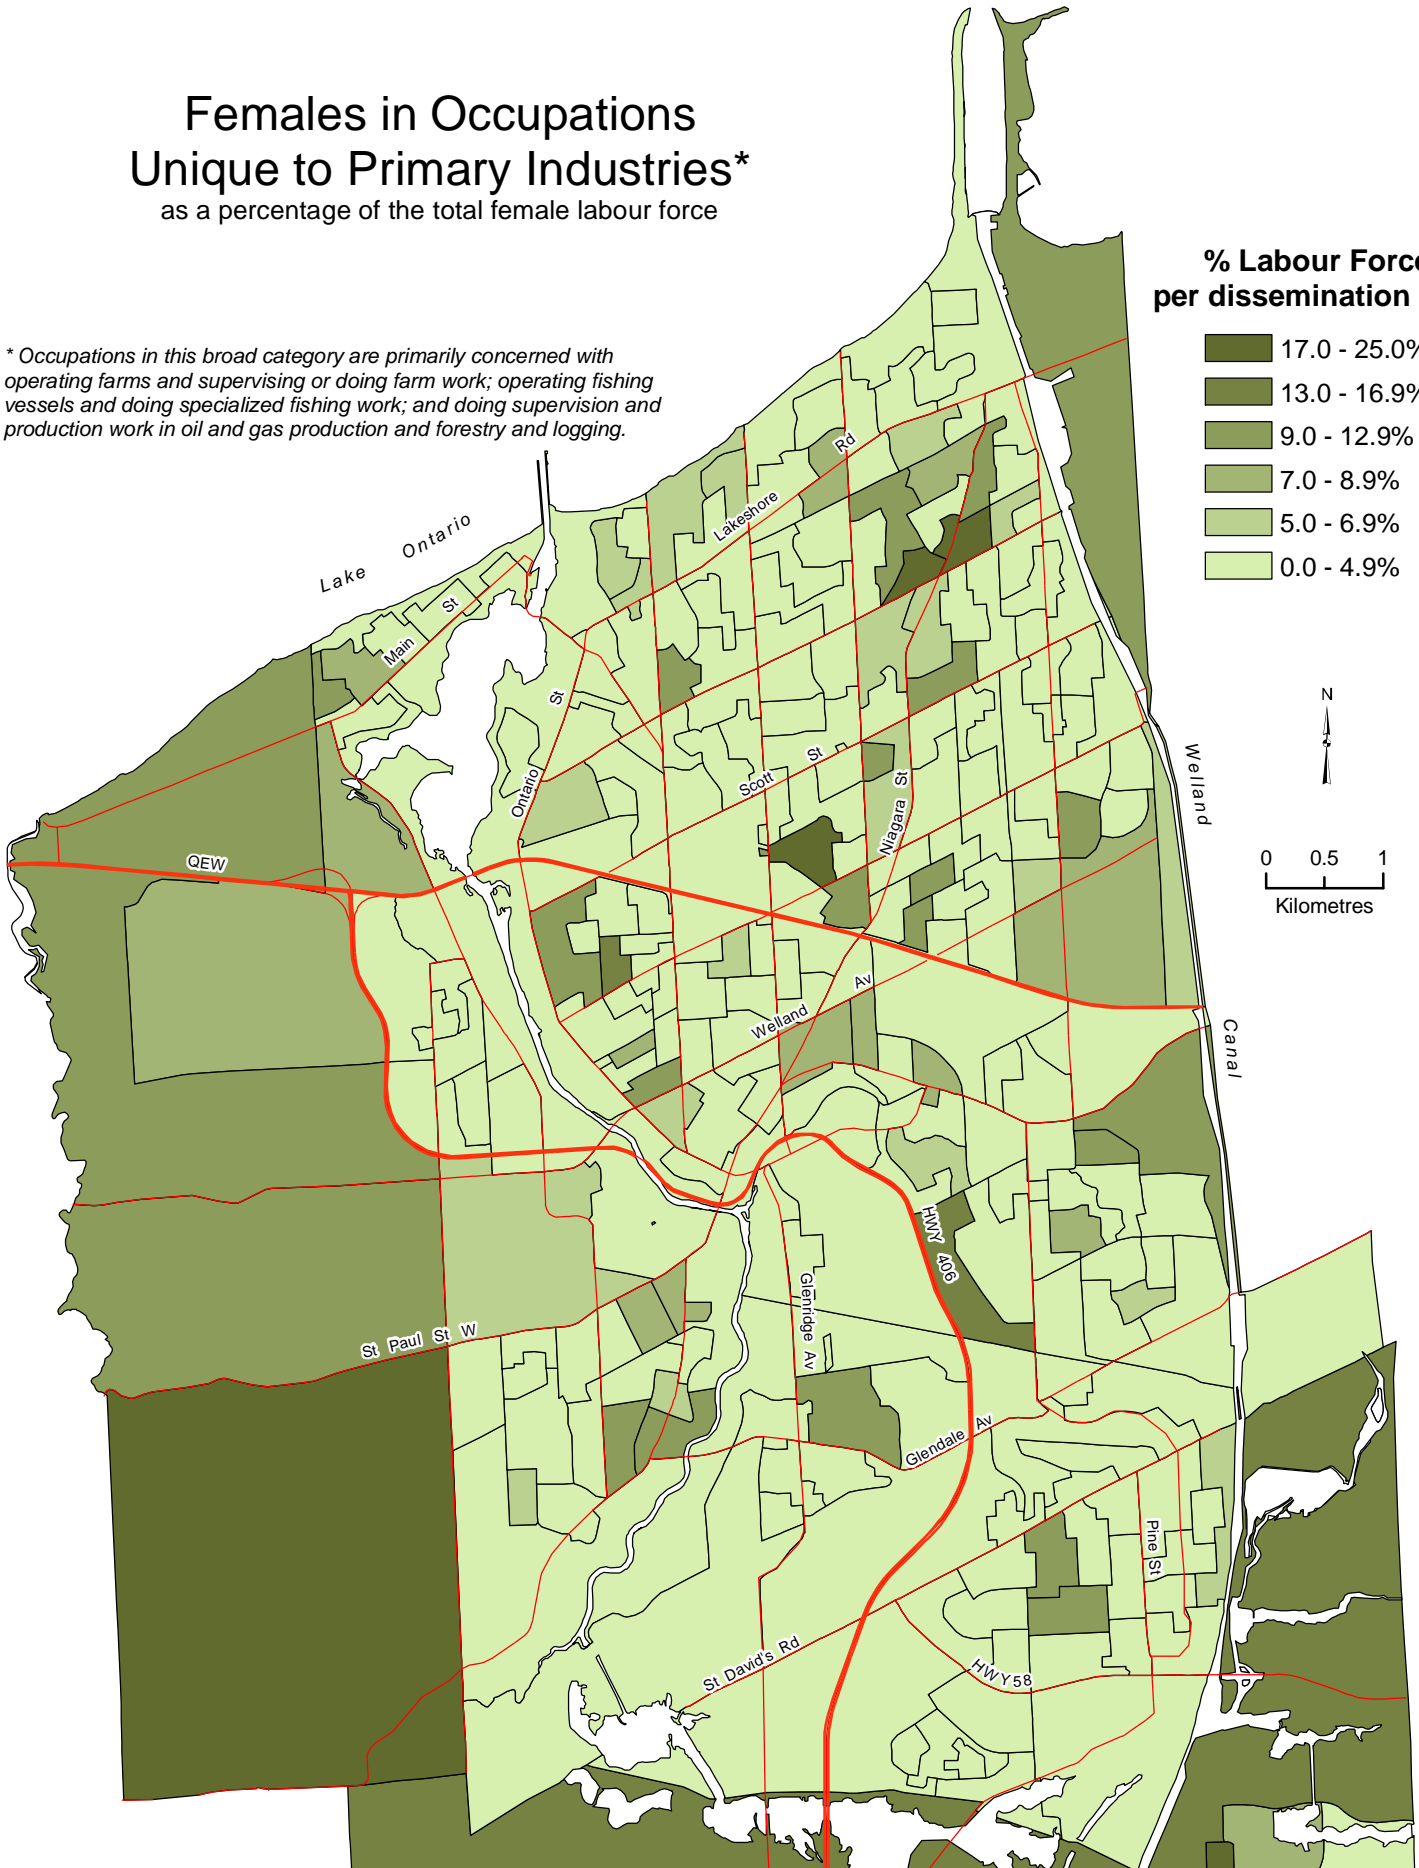 Females in Occupations
Unique to Primary Industries*
as a percentage of the total female labour force
* Occupations in this broad category are primarily concerned with
operating farms and supervising or doing farm work; operating fishing
vessels and doing specialized fishing work; and doing supervision and
production work in oil and gas production and forestry and logging.
% Labour Force
per dissemination
17.0 - 25.0%
13.0 - 16.9%
9.0 - 12.9%
7.0 - 8.9%
5.0 - 6.9%
0.0 - 4.9%
N
0 0.5 1
Kilometres
Lake Ontario
Main St
Lakeshore Rd
Ontario St
Scott St
Niagara St
Welland Canal
QEW
Welland Av
HWY 406
Glenridge Av
St Paul St W
Glendale Av
Pine St
St David's Rd
HWY 58